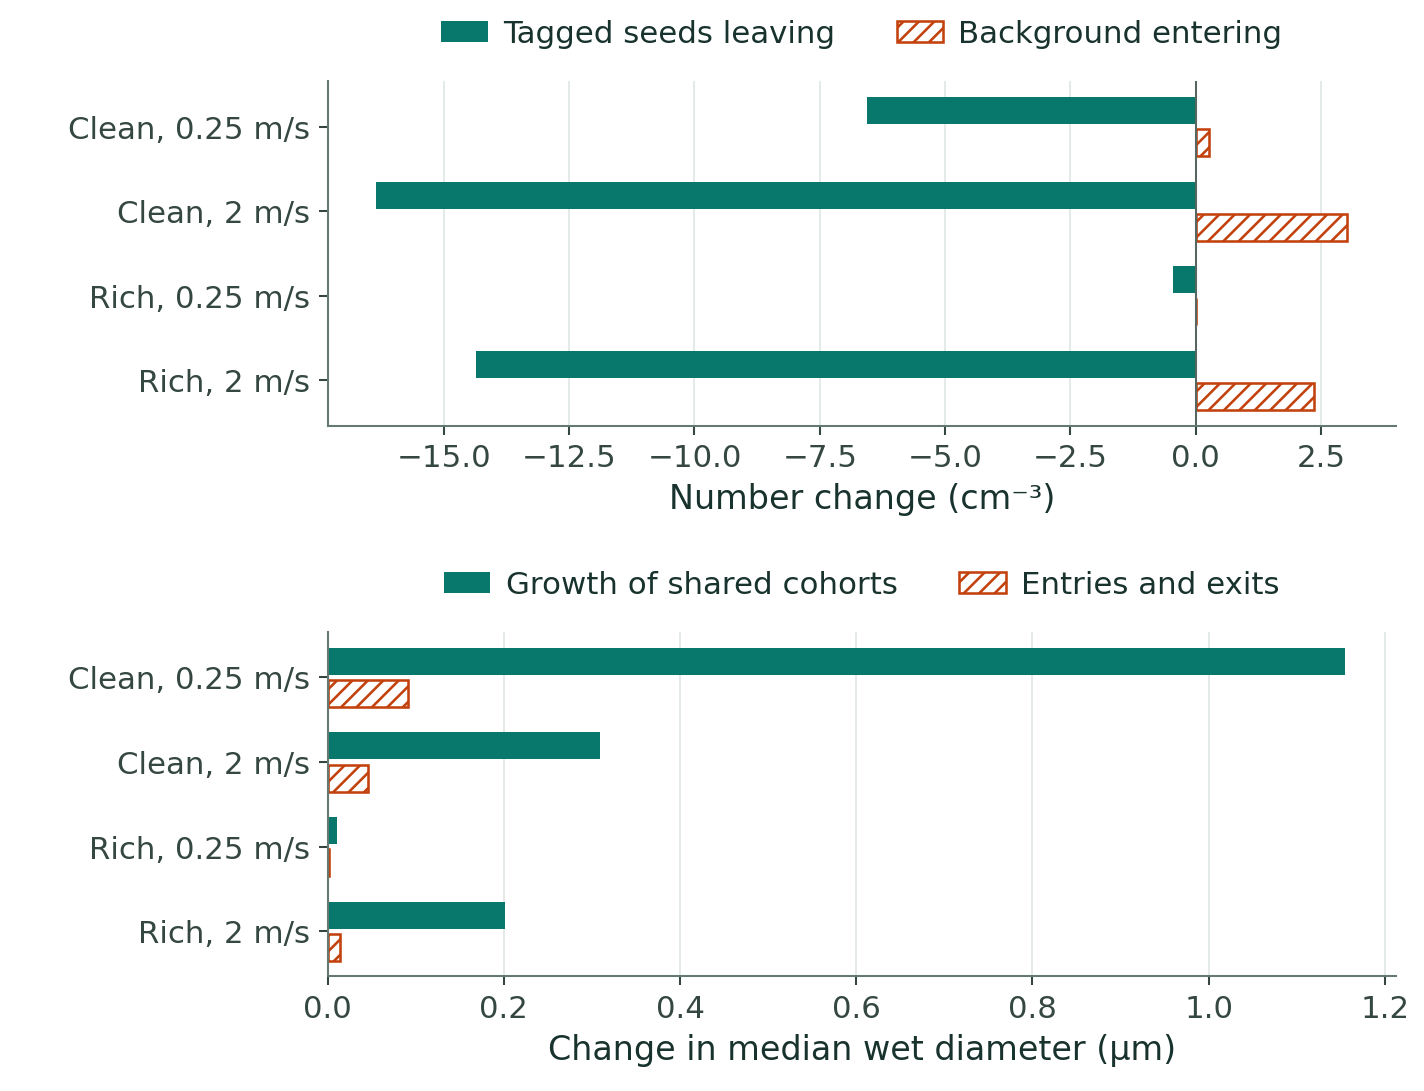 Tagged seeds leaving Background entering
Clean, 0.25 m/s
Clean, 2 m/s
Rich, 0.25 m/s
Rich, 2 m/s
−15.0 −12.5 −10.0 −7.5 −5.0 −2.5 0.0 2.5
Number change (cm⁻³)
Growth of shared cohorts Entries and exits
Clean, 0.25 m/s
Clean, 2 m/s
Rich, 0.25 m/s
Rich, 2 m/s
0.0 0.2 0.4 0.6 0.8 1.0 1.2
Change in median wet diameter (µm)